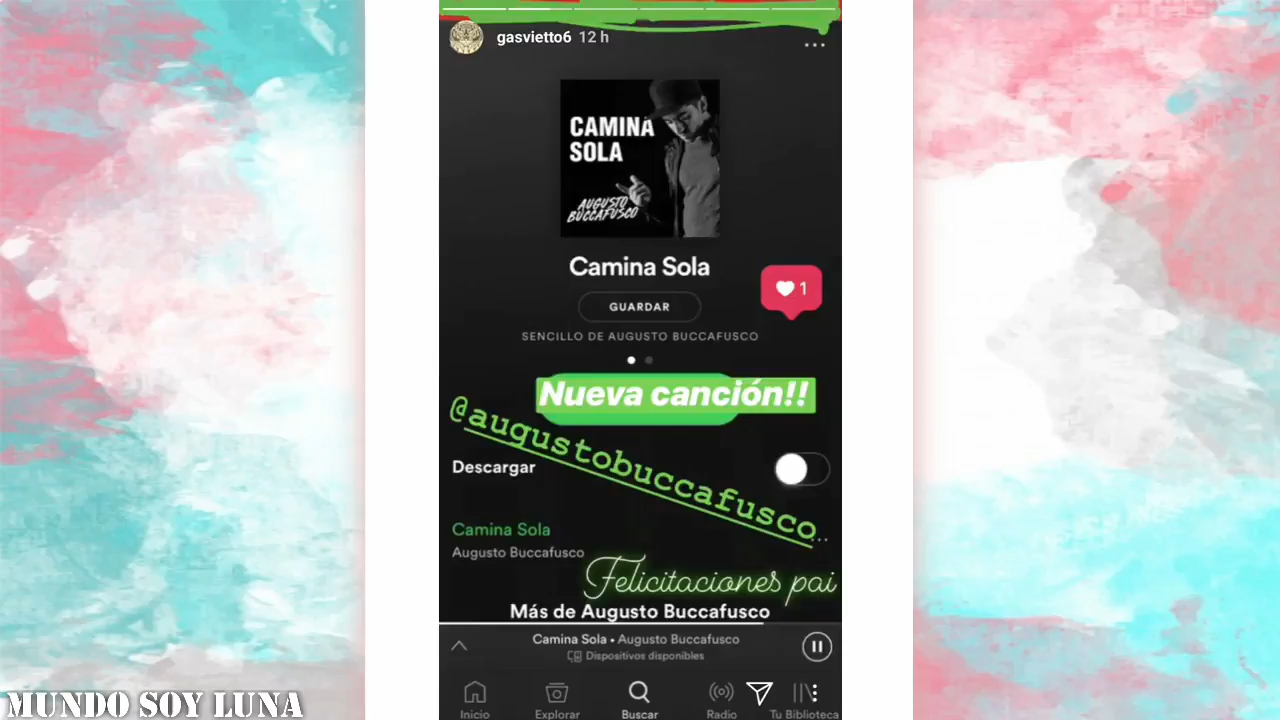 gasvietto6 12 h
CAMINA
SOLA
AUGUSTO
BUCCAFUSCO
Camina Sola
GUARDAR
1
SENCILLO DE AUGUSTO BUCCAFUSCO
Nueva canción!!
@augustobuccafusco
Descargar
Camina Sola
Augusto Buccafusco
Felicitaciones pai
Más de Augusto Buccafusco
Camina Sola • Augusto Buccafusco
Dispositivos disponibles
Inicio Explorar Buscar Radio Tu Biblioteca
MUNDO SOY LUNA